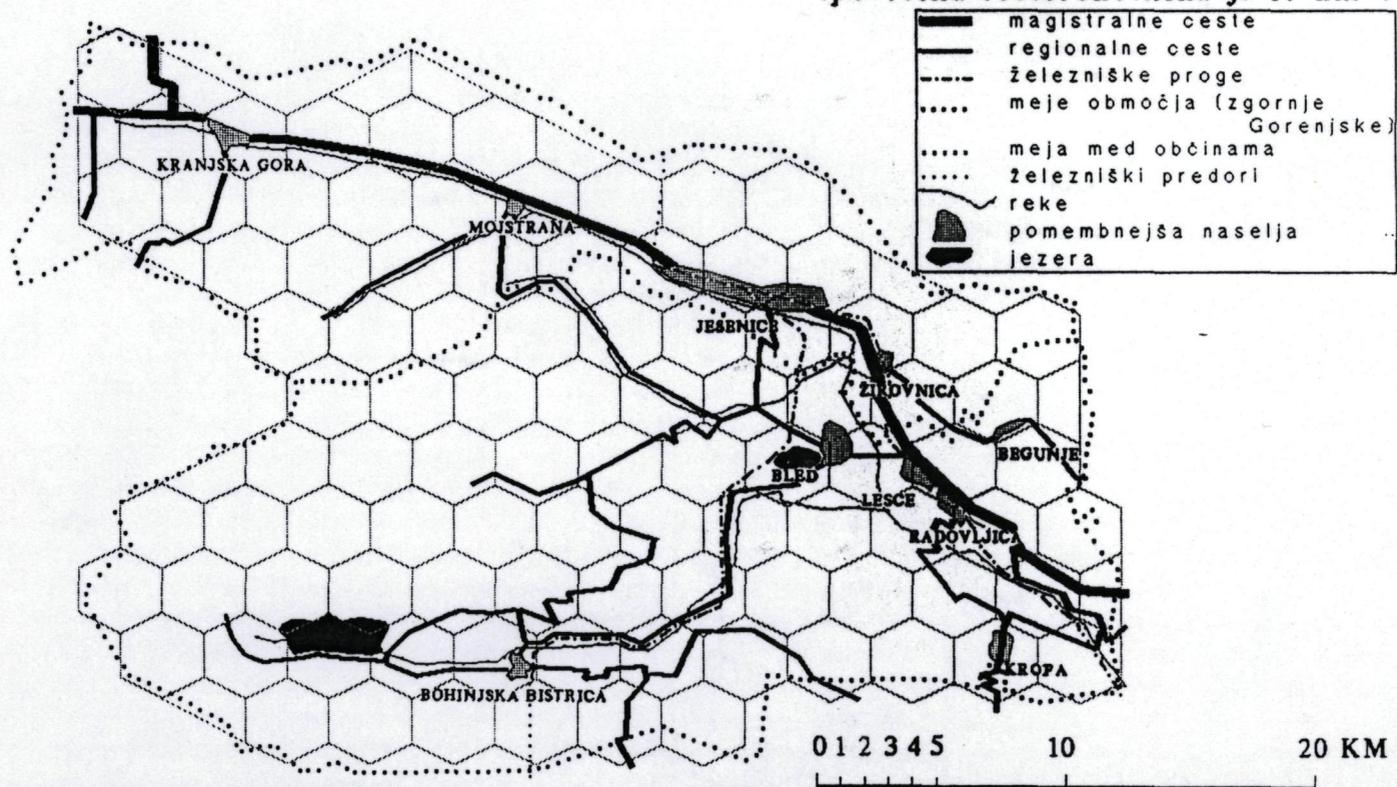 magistralne ceste
regionalne ceste
železniške proge
meje območja (zgornje
Gorenjske)
meja med občinama
železniški predori
reke
pomembnejša naselja
jezera
KRANJSKA GORA
MOJSTRANA
JESENICE
ŽIROVNICA
BEGUNJE
BLED
LESCE
RADOVLJICA
KROPA
BOHINJSKA BISTRICA
0 1 2 3 4 5 10 20 KM